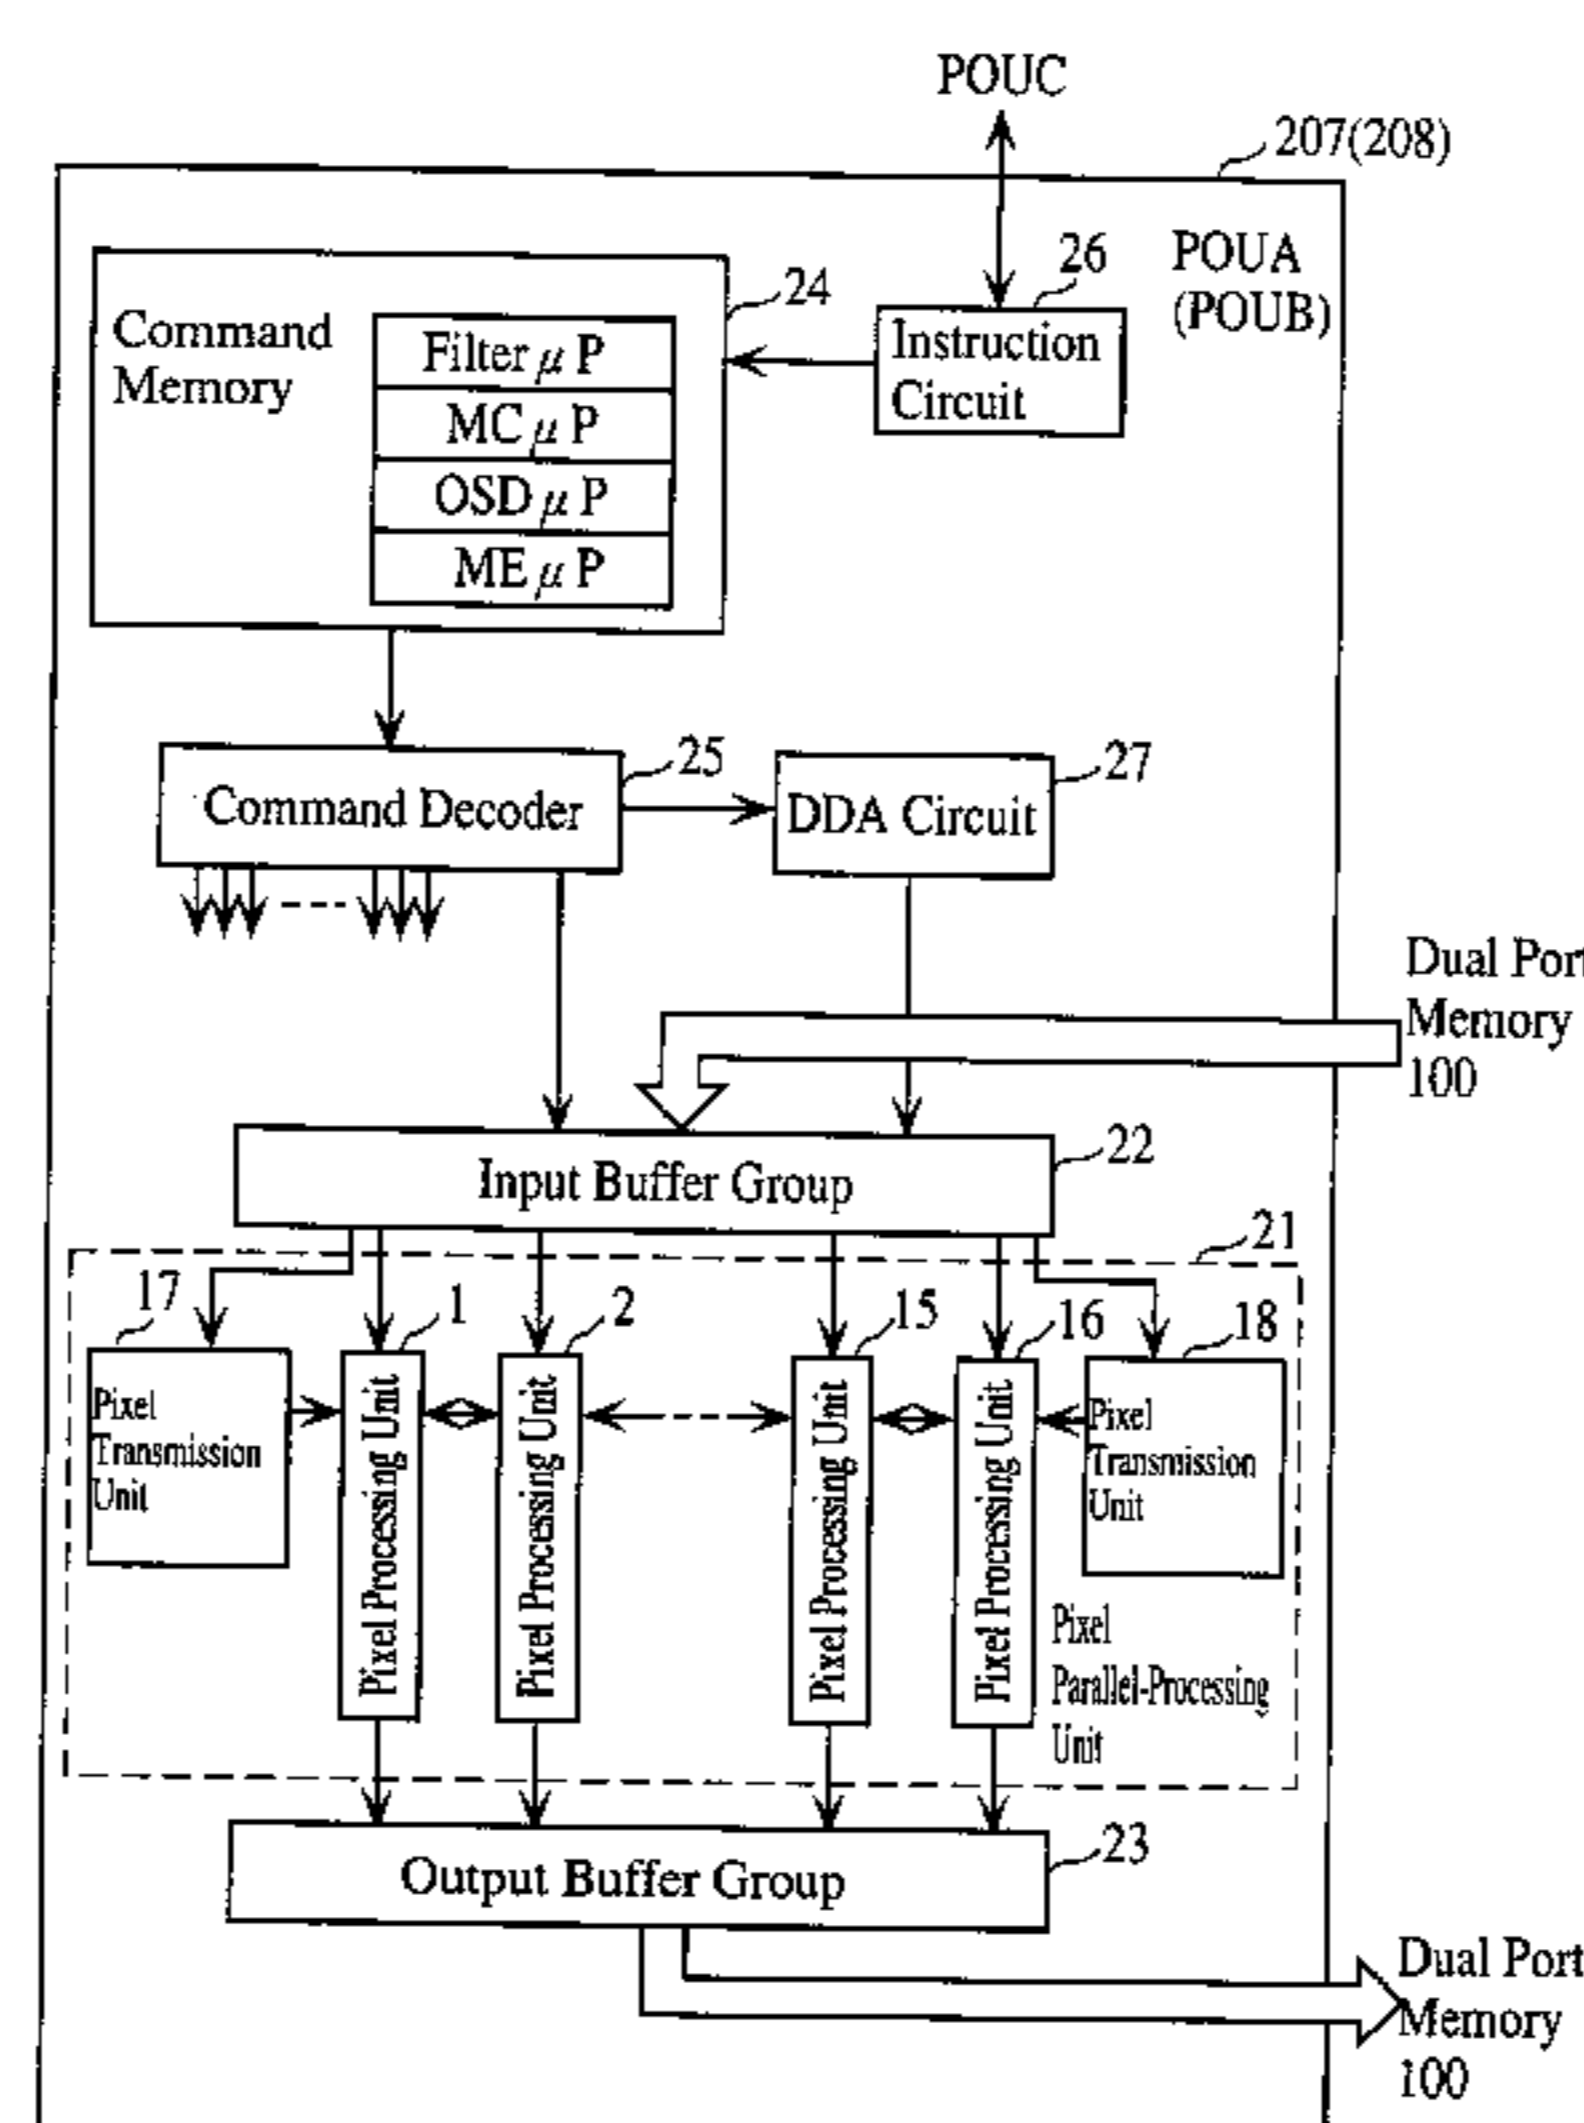 POUC
207(208)
POUA
(POUB)
26
24
Command
Memory
Filter μ P
MC μ P
OSD μ P
ME μ P
Instruction
Circuit
25
27
Command Decoder
DDA Circuit
Dual Port
Memory
100
22
Input Buffer Group
21
17
1
2
15
16
18
Pixel
Transmission
Unit
Pixel Processing Unit
Pixel Processing Unit
Pixel Processing Unit
Pixel Processing Unit
Pixel
Transmission
Unit
Pixel
Parallel-Processing
Unit
23
Output Buffer Group
Dual Port
Memory
100